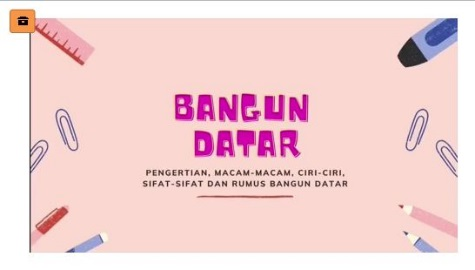 BANGUN
DATAR
PENGERTIAN, MACAM-MACAM, CIRI-CIRI,
SIFAT-SIFAT DAN RUMUS BANGUN DATAR